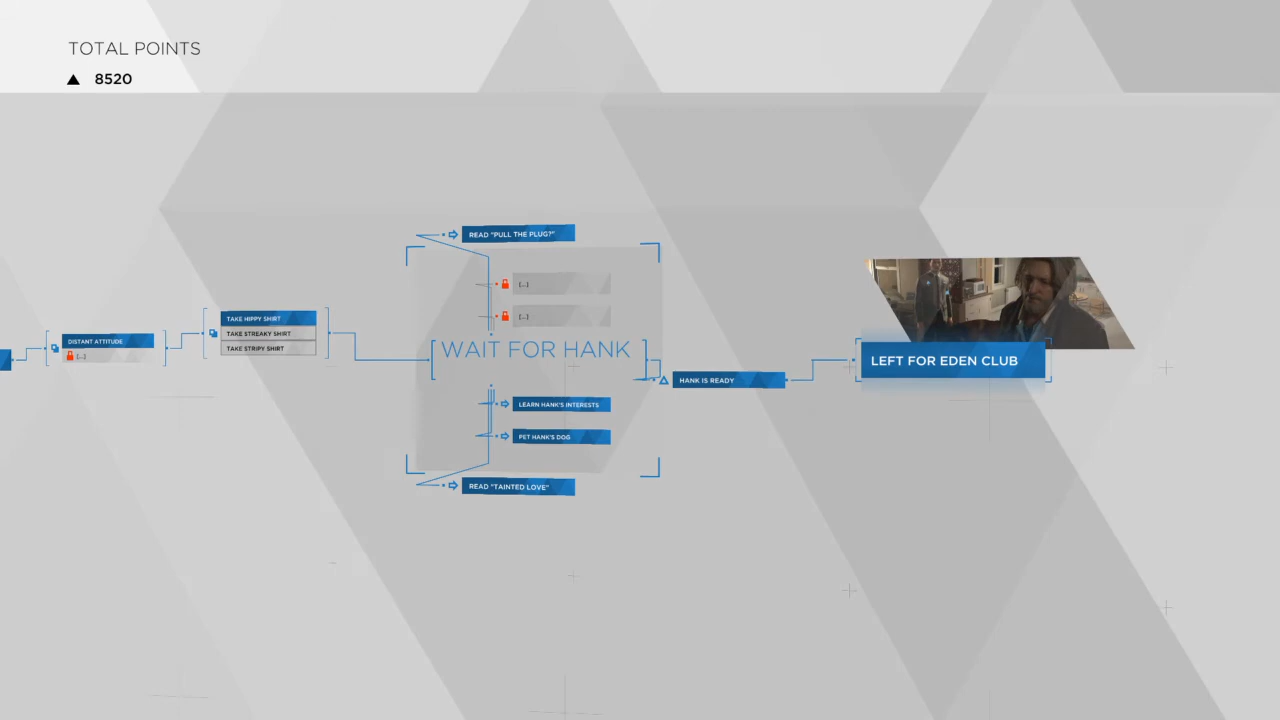 TOTAL POINTS
8520
DISTANT ATTITUDE
[...]
TAKE HIPPY SHIRT
TAKE STREAKY SHIRT
TAKE STRIPY SHIRT
READ "PULL THE PLUG?"
[...]
[...]
WAIT FOR HANK
LEARN HANK'S INTERESTS
PET HANK'S DOG
READ "TAINTED LOVE"
HANK IS READY
LEFT FOR EDEN CLUB